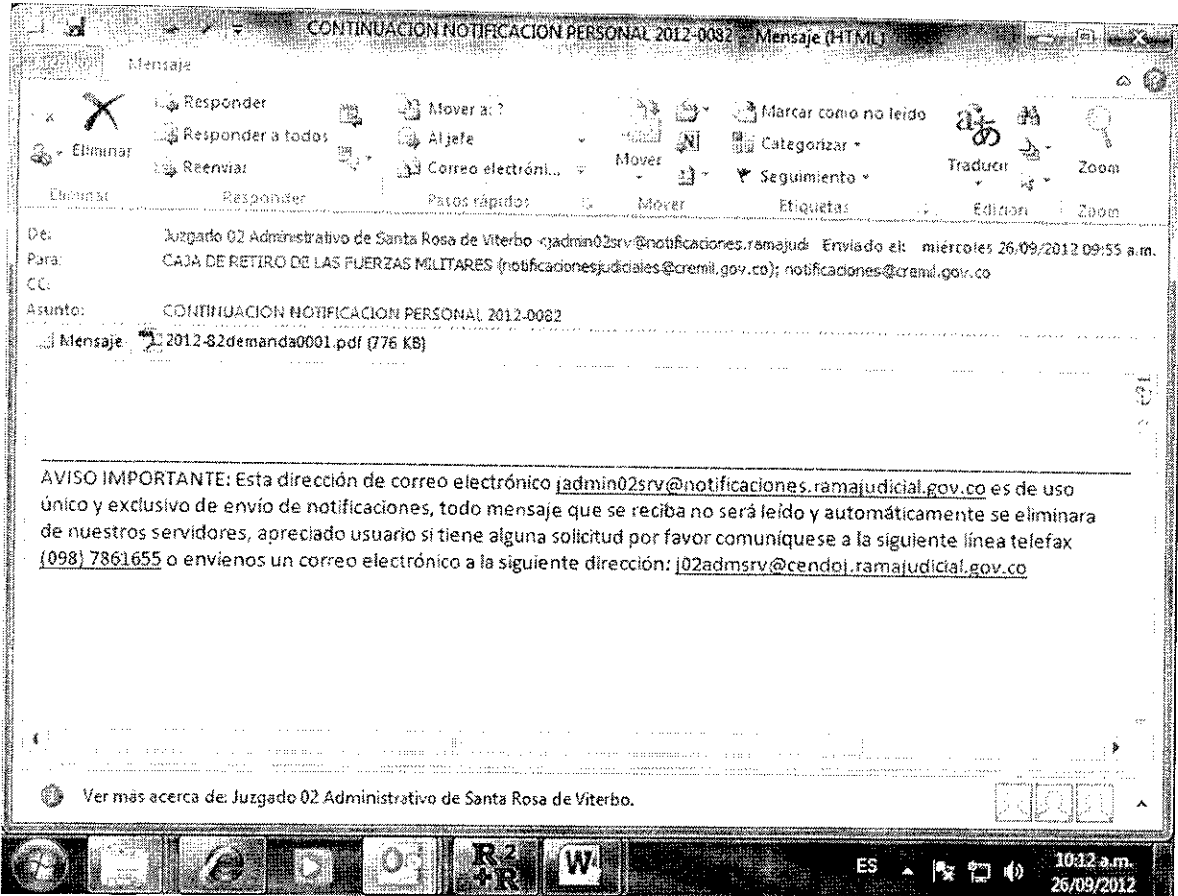 CONTINUACION NOTIFICACION PERSONAL 2012-0082 - Mensaje (HTML)
Mensaje
Eliminar
Responder
Responder a todos
Reenviar
Mover a: ?
Al jefe
Correo electróni...
Mover
Marcar como no leido
Categorizar
Seguimiento
Traducir
Zoom
Eliminar
Responder
Pasos rápidos
Mover
Etiquetas
Edición
Zoom
De: Juzgado 02 Administrativo de Santa Rosa de Viterbo <jadmin02srv@notificaciones.ramajudi Enviado el: miércoles 26/09/2012 09:55 a.m.
Para: CAJA DE RETIRO DE LAS FUERZAS MILITARES (notificacionesjudiciales@cremil.gov.co); notificaciones@cremil.gov.co
CC:
Asunto: CONTINUACION NOTIFICACION PERSONAL 2012-0082
Mensaje 2012-82demanda0001.pdf (776 KB)
AVISO IMPORTANTE: Esta dirección de correo electrónico jadmin02srv@notificaciones.ramajudicial.gov.co es de uso
único y exclusivo de envío de notificaciones, todo mensaje que se reciba no será leído y automáticamente se eliminara
de nuestros servidores, apreciado usuario si tiene alguna solicitud por favor comuníquese a la siguiente línea telefax
(098) 7861655 o envíenos un correo electrónico a la siguiente dirección: j02admsrv@cendoj.ramajudicial.gov.co
Ver más acerca de: Juzgado 02 Administrativo de Santa Rosa de Viterbo.
ES
10:12 a.m.
26/09/2012